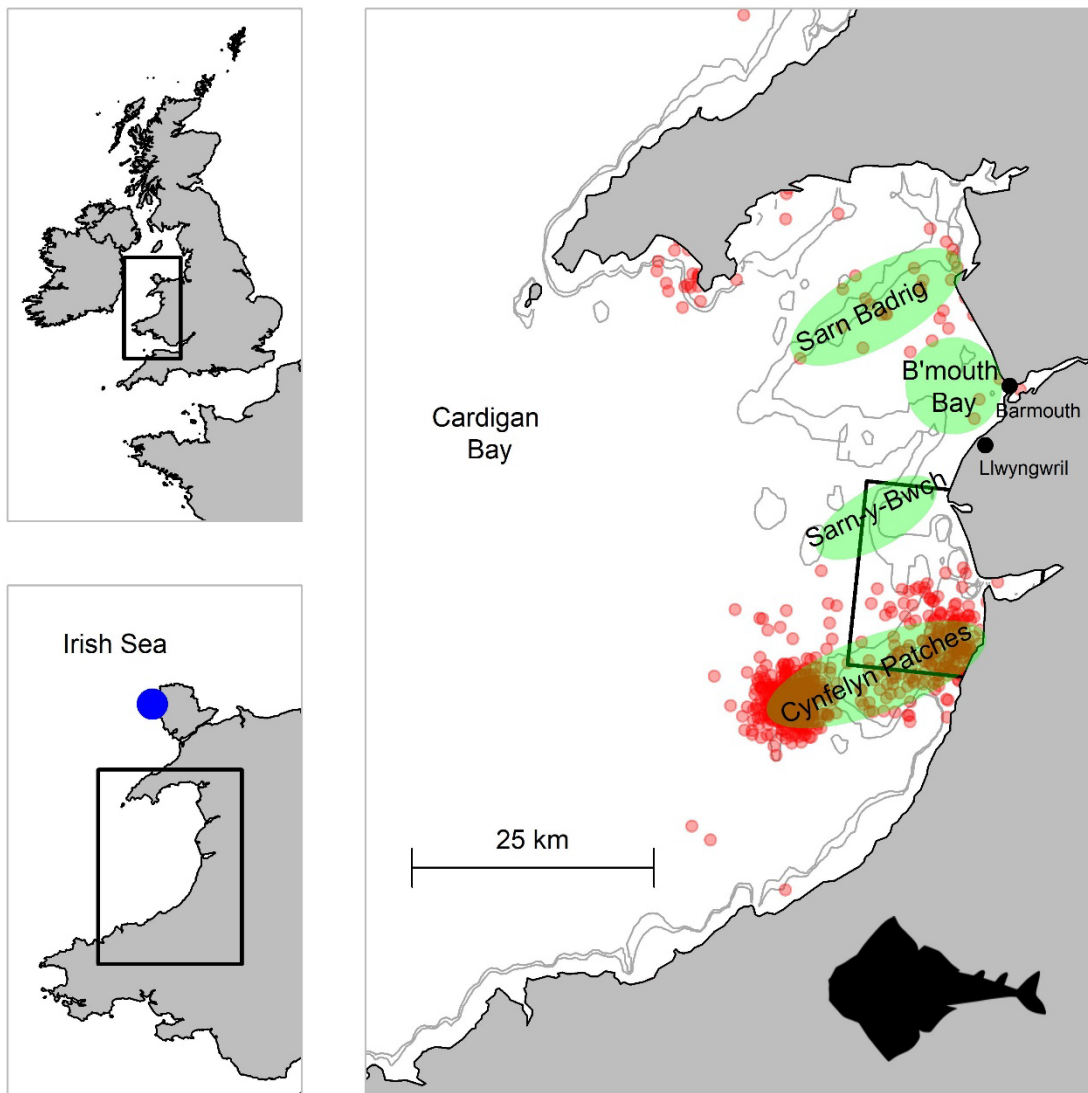 Irish Sea
Sarn Badrig
B'mouth
Bay
Barmouth
Cardigan
Bay
Llwyngwril
Sarn-y-Bwch
Cynfelyn Patches
25 km